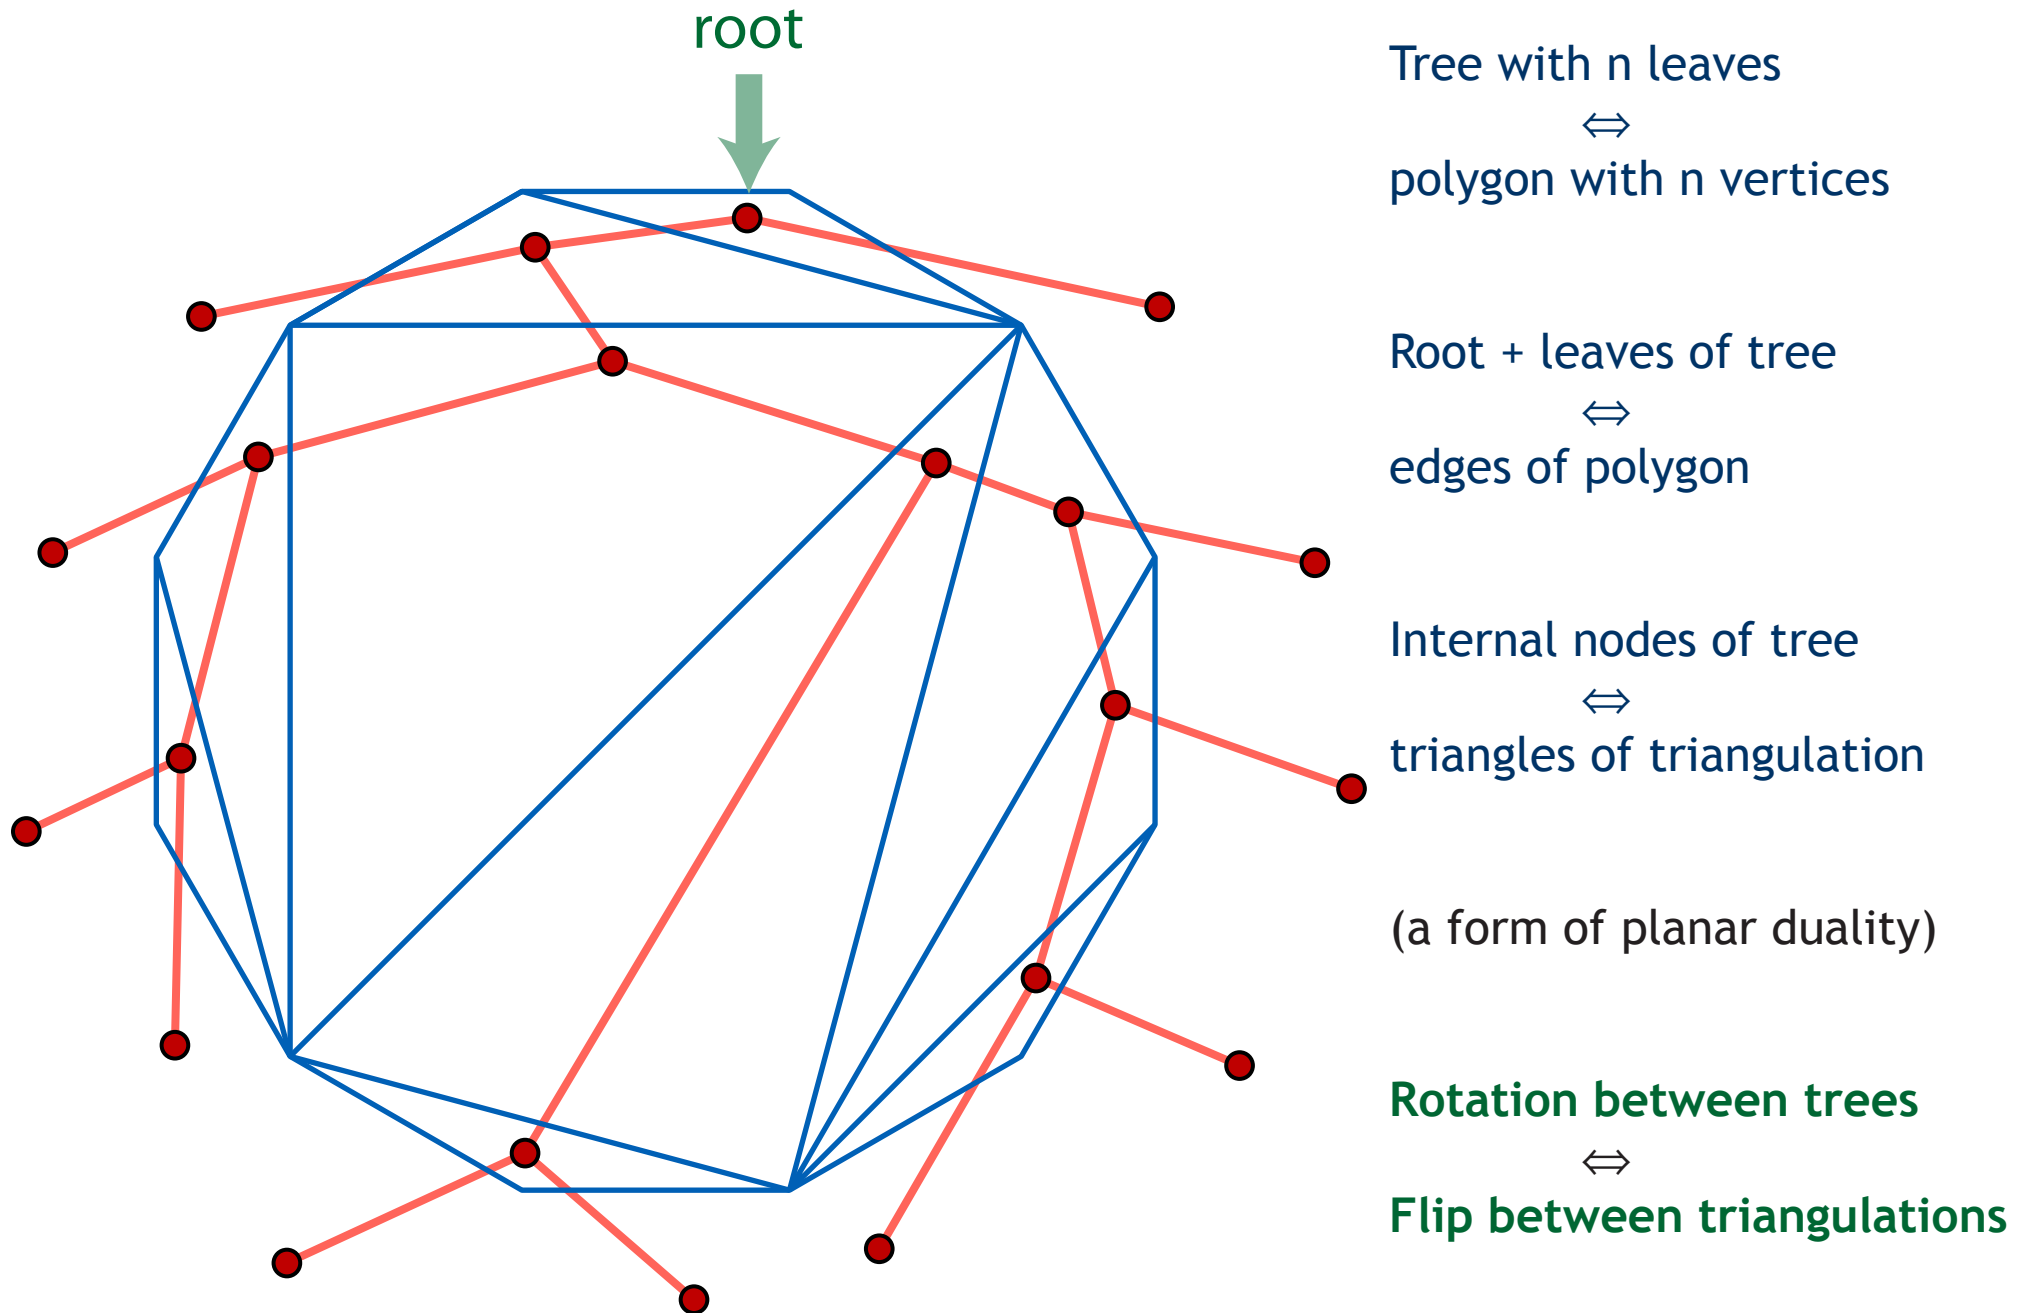 root
Tree with n leaves
⇔
polygon with n vertices
Root + leaves of tree
⇔
edges of polygon
Internal nodes of tree
⇔
triangles of triangulation
(a form of planar duality)
Rotation between trees
⇔
Flip between triangulations